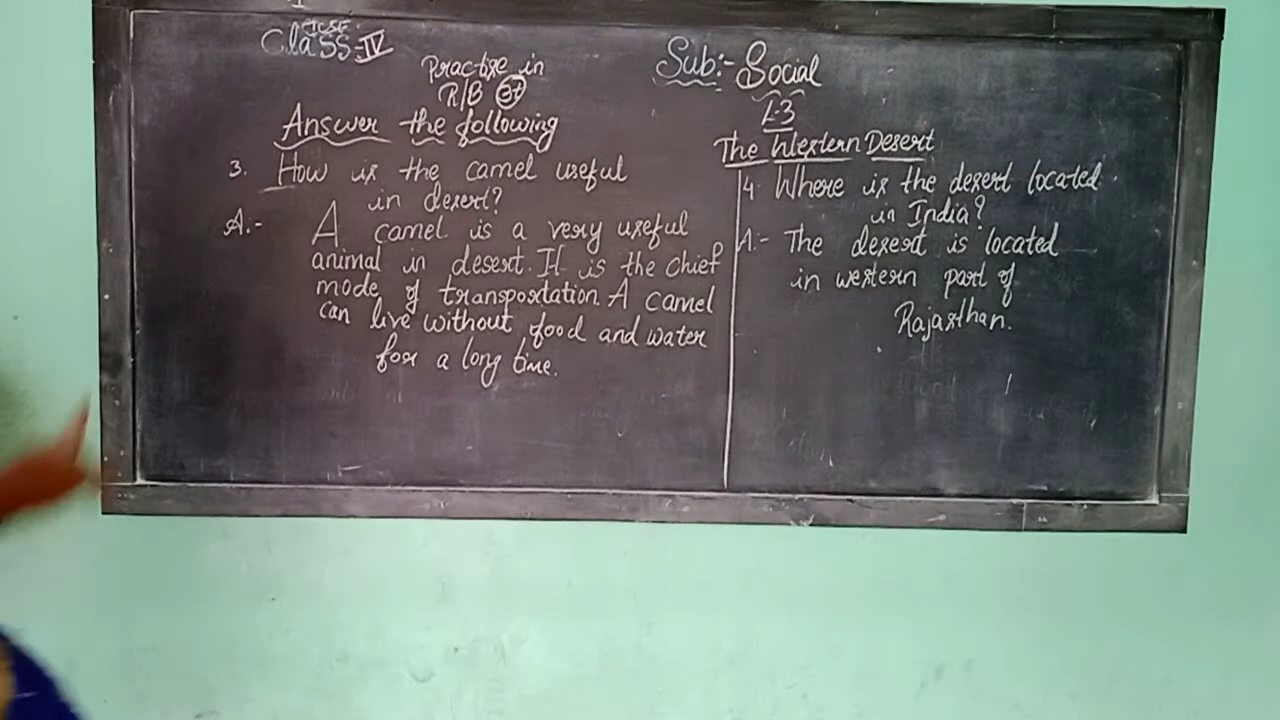 ICSE
Class-IV
Practise in
R/B
Sub:- Social
L-3
The Western Desert
Answer the following
3. How is the camel useful
in desert?
A.- A camel is a very useful
animal in desert. It is the chief
mode of transportation. A camel
can live without food and water
for a long time.
4. Where is the desert located
in India?
A:- The desert is located
in western part of
Rajasthan.